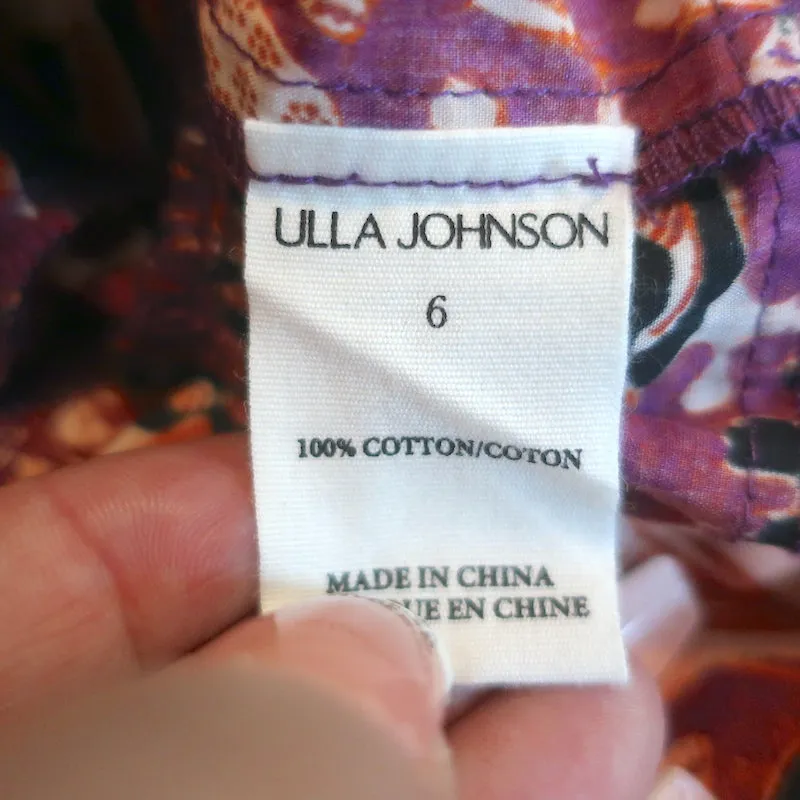 ULLA JOHNSON
6
100% COTTON/COTON
MADE IN CHINA
EN CHINE